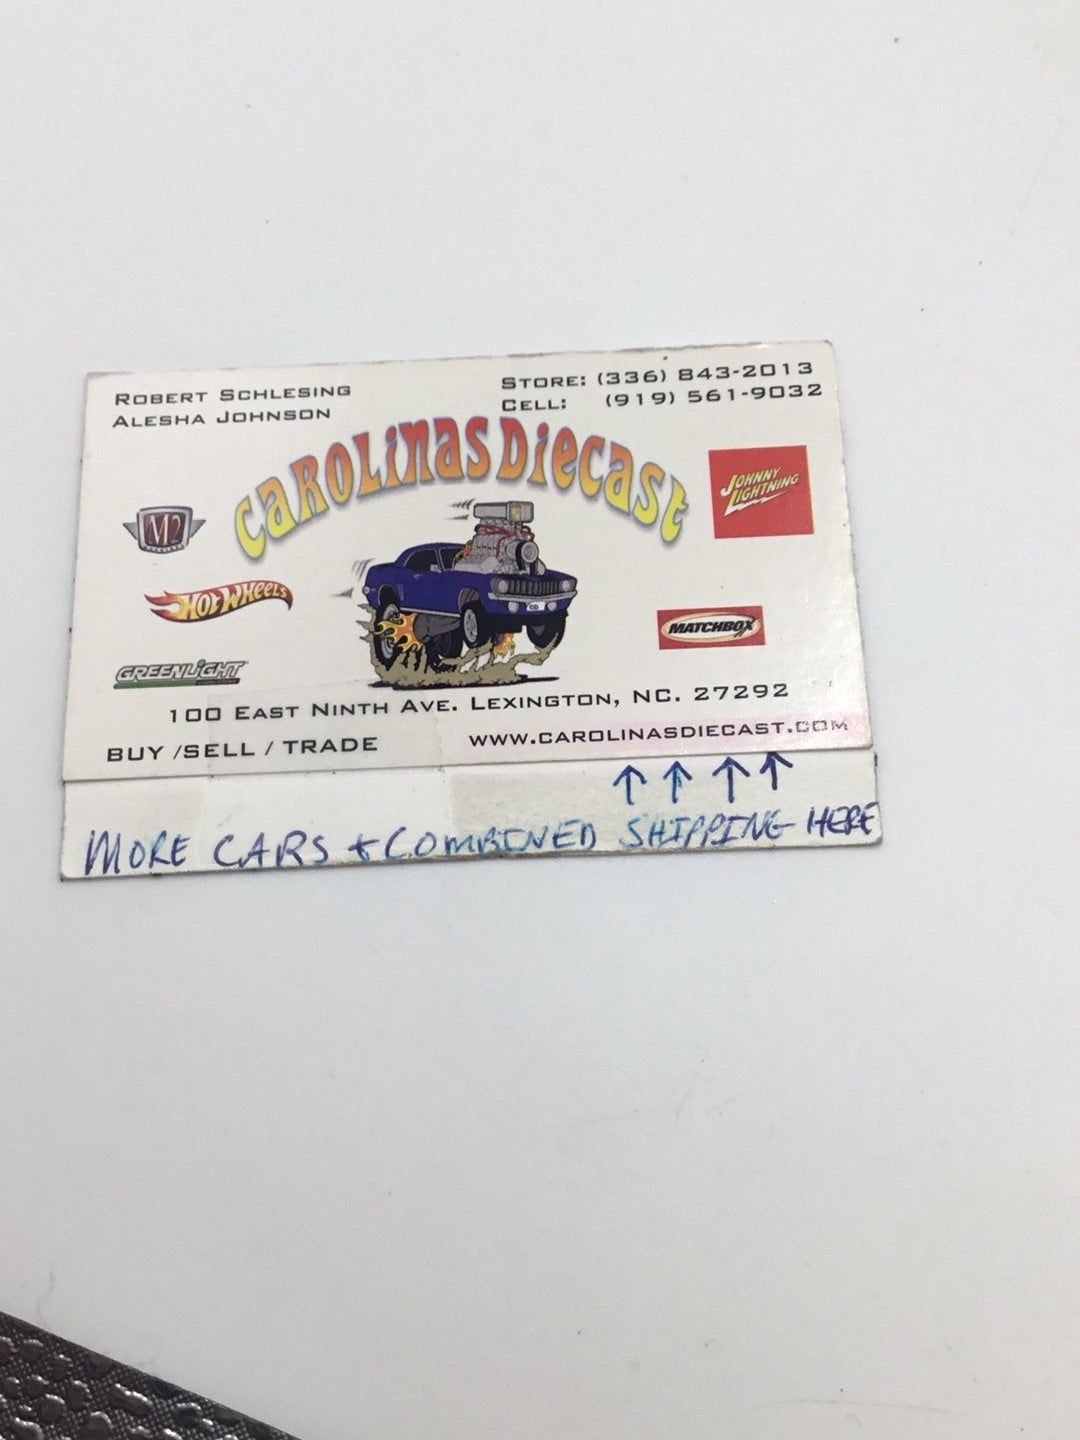 ROBERT SCHLESING
ALESHA JOHNSON
STORE: (336) 843-2013
CELL: (919) 561-9032
CAROLINAS DIECAST
JOHNNY LIGHTNING
M2
HOT WHEELS
MATCHBOX
GREENLIGHT
100 EAST NINTH AVE. LEXINGTON, NC. 27292
BUY /SELL / TRADE
WWW.CAROLINASDIECAST.COM
MORE CARS + COMBINED SHIPPING HERE